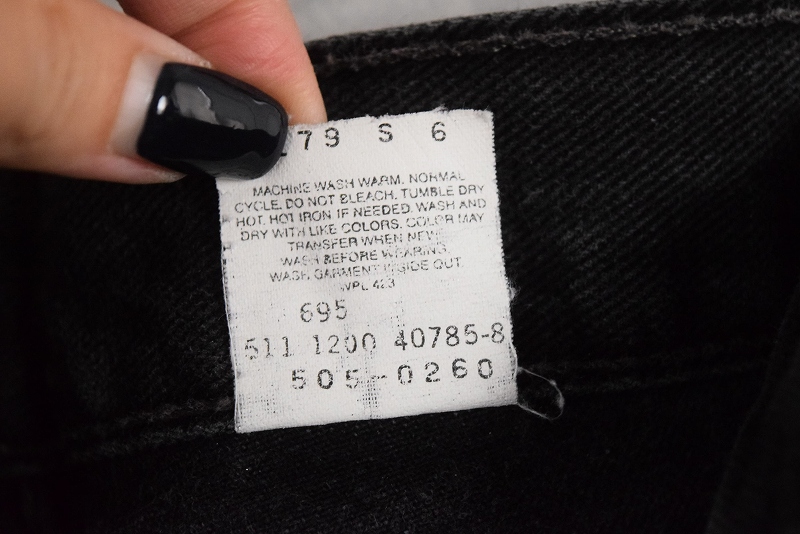 79 S 6
MACHINE WASH WARM. NORMAL
CYCLE. DO NOT BLEACH. TUMBLE DRY
HOT. HOT IRON IF NEEDED. WASH AND
DRY WITH LIKE COLORS. COLOR MAY
TRANSFER WHEN NEW.
WASH BEFORE WEARING.
WASH GARMENT INSIDE OUT.
WPL 423
695
511 1200 40785-8
505-0260